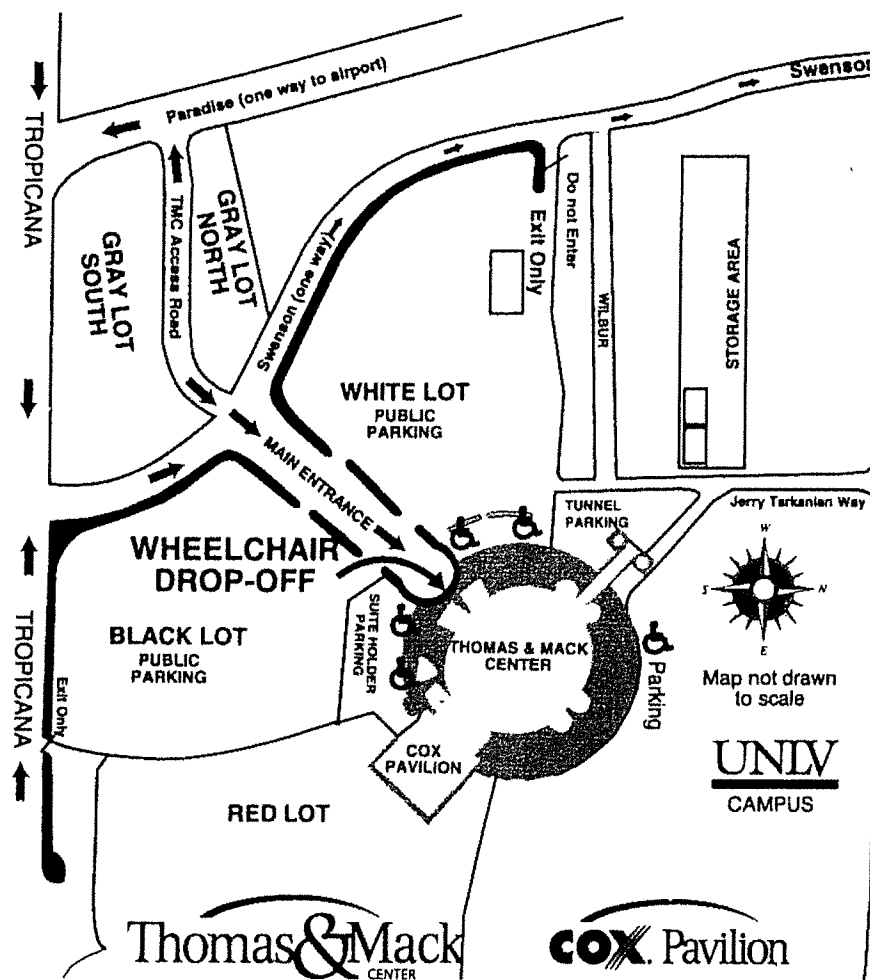 Swenson
Paradise (one way to airport)
TROPICANA
TMC Access Road
GRAY LOT
NORTH
GRAY LOT
SOUTH
Swenson (one way)
Do not Enter
Exit Only
WILBUR
STORAGE AREA
WHITE LOT
PUBLIC
PARKING
MAIN ENTRANCE
TUNNEL
PARKING
Jerry Tarkanian Way
WHEELCHAIR
DROP-OFF
W
S
N
E
BLACK LOT
PUBLIC
PARKING
SUITE HOLDER
PARKING
THOMAS & MACK
CENTER
Parking
Map not drawn
to scale
TROPICANA
Exit Only
COX
PAVILION
UNLV
CAMPUS
RED LOT
Thomas&Mack
CENTER
COX. Pavilion